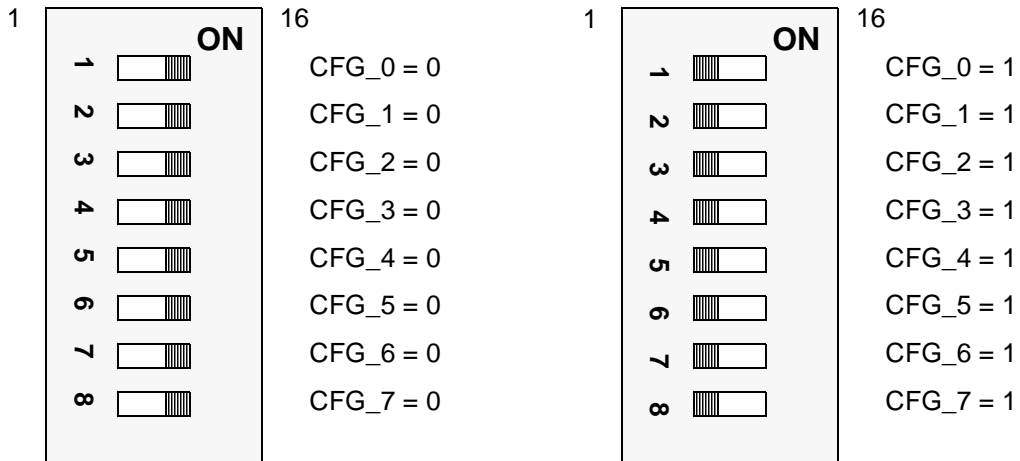 1 16 1 16
ON ON
1 CFG_0 = 0 1 CFG_0 = 1
2 CFG_1 = 0 2 CFG_1 = 1
3 CFG_2 = 0 3 CFG_2 = 1
4 CFG_3 = 0 4 CFG_3 = 1
5 CFG_4 = 0 5 CFG_4 = 1
6 CFG_5 = 0 6 CFG_5 = 1
7 CFG_6 = 0 7 CFG_6 = 1
8 CFG_7 = 0 8 CFG_7 = 1